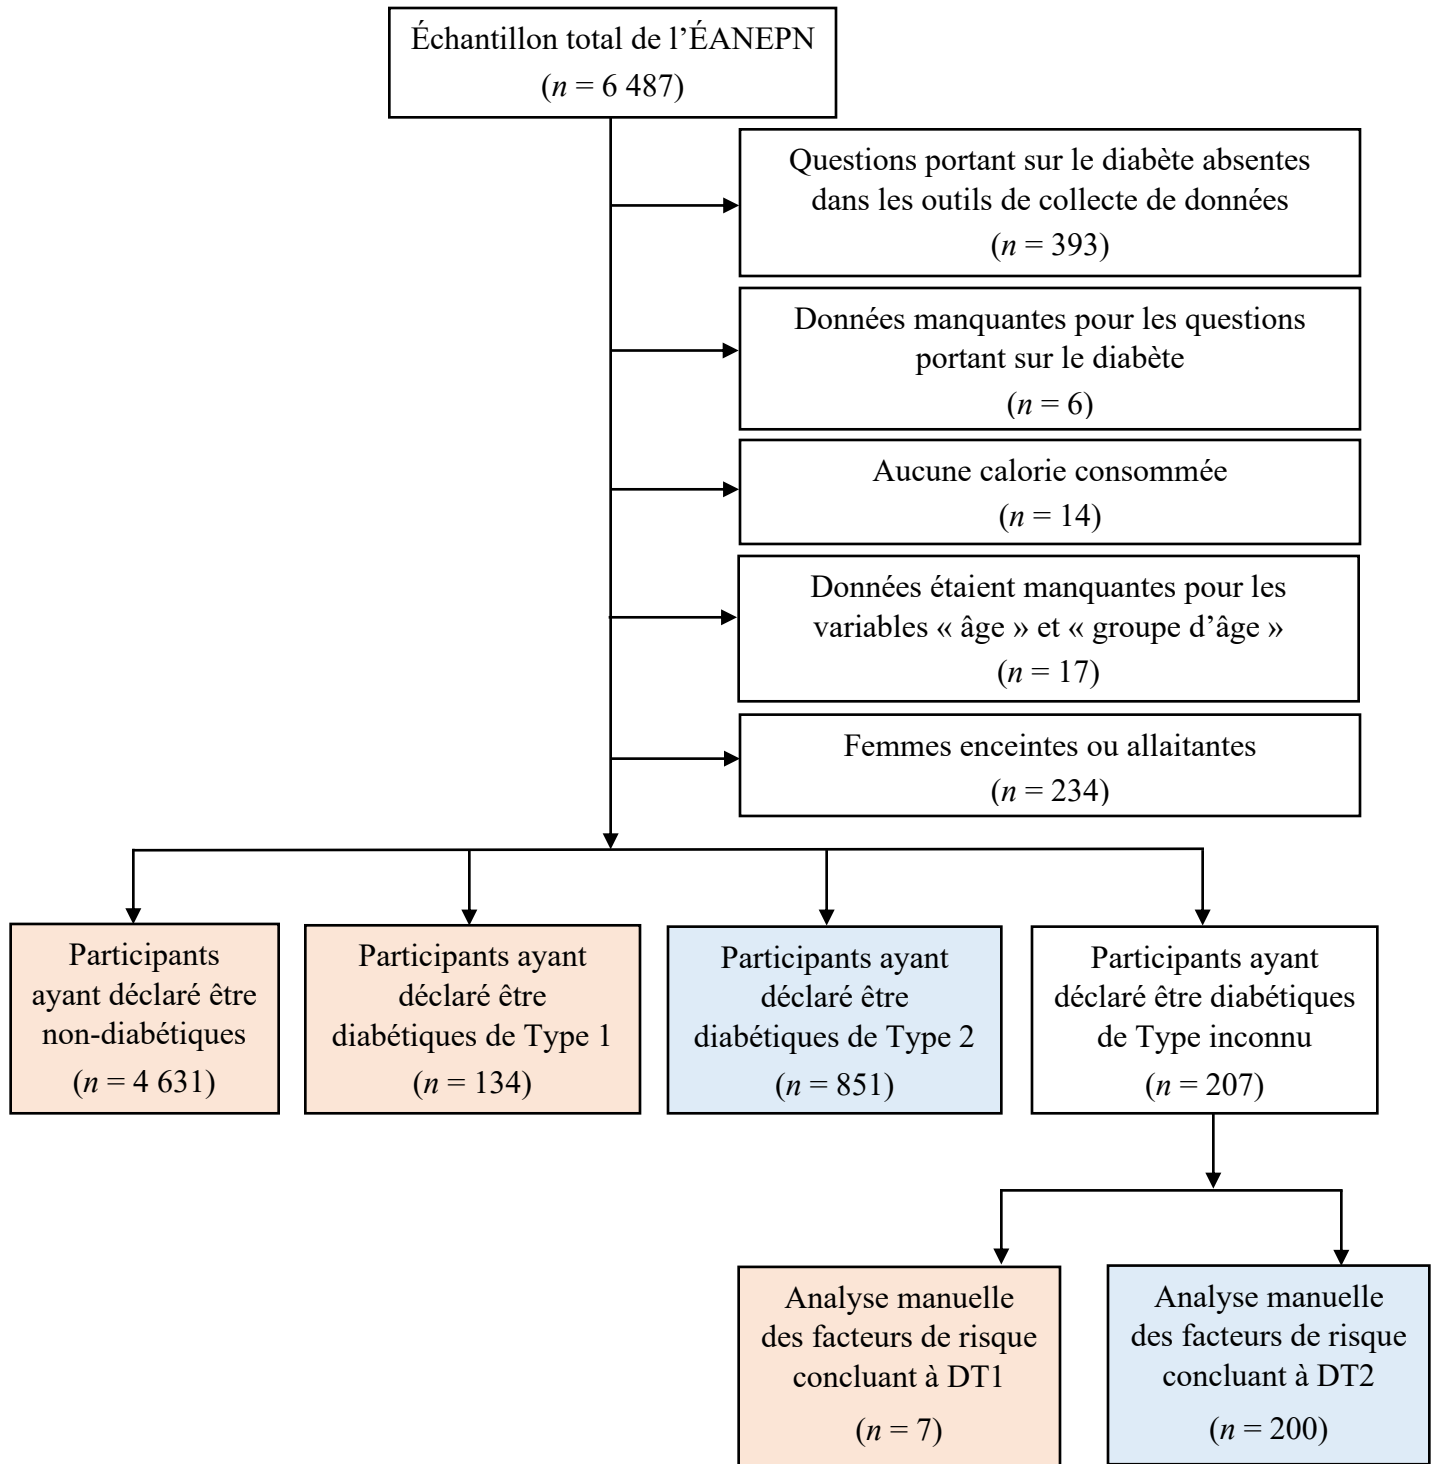 Échantillon total de l’ÉANEPN
(n = 6 487)
Questions portant sur le diabète absentes
dans les outils de collecte de données
(n = 393)
Données manquantes pour les questions
portant sur le diabète
(n = 6)
Aucune calorie consommée
(n = 14)
Données étaient manquantes pour les
variables « âge » et « groupe d’âge »
(n = 17)
Femmes enceintes ou allaitantes
(n = 234)
Participants
ayant déclaré être
non-diabétiques
(n = 4 631)
Participants ayant
déclaré être
diabétiques de Type 1
(n = 134)
Participants ayant
déclaré être
diabétiques de Type 2
(n = 851)
Participants ayant
déclaré être diabétiques
de Type inconnu
(n = 207)
Analyse manuelle
des facteurs de risque
concluant à DT1
(n = 7)
Analyse manuelle
des facteurs de risque
concluant à DT2
(n = 200)